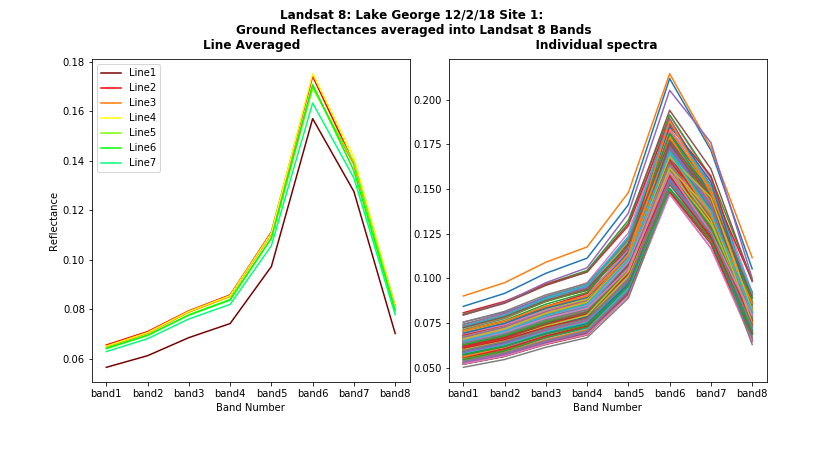 Landsat 8: Lake George 12/2/18 Site 1:
Ground Reflectances averaged into Landsat 8 Bands
Line Averaged
Individual spectra
0.18
0.16
0.14
0.12
0.10
0.08
0.06
Reflectance
Line1
Line2
Line3
Line4
Line5
Line6
Line7
band1 band2 band3 band4 band5 band6 band7 band8
Band Number
0.200
0.175
0.150
0.125
0.100
0.075
0.050
band1 band2 band3 band4 band5 band6 band7 band8
Band Number